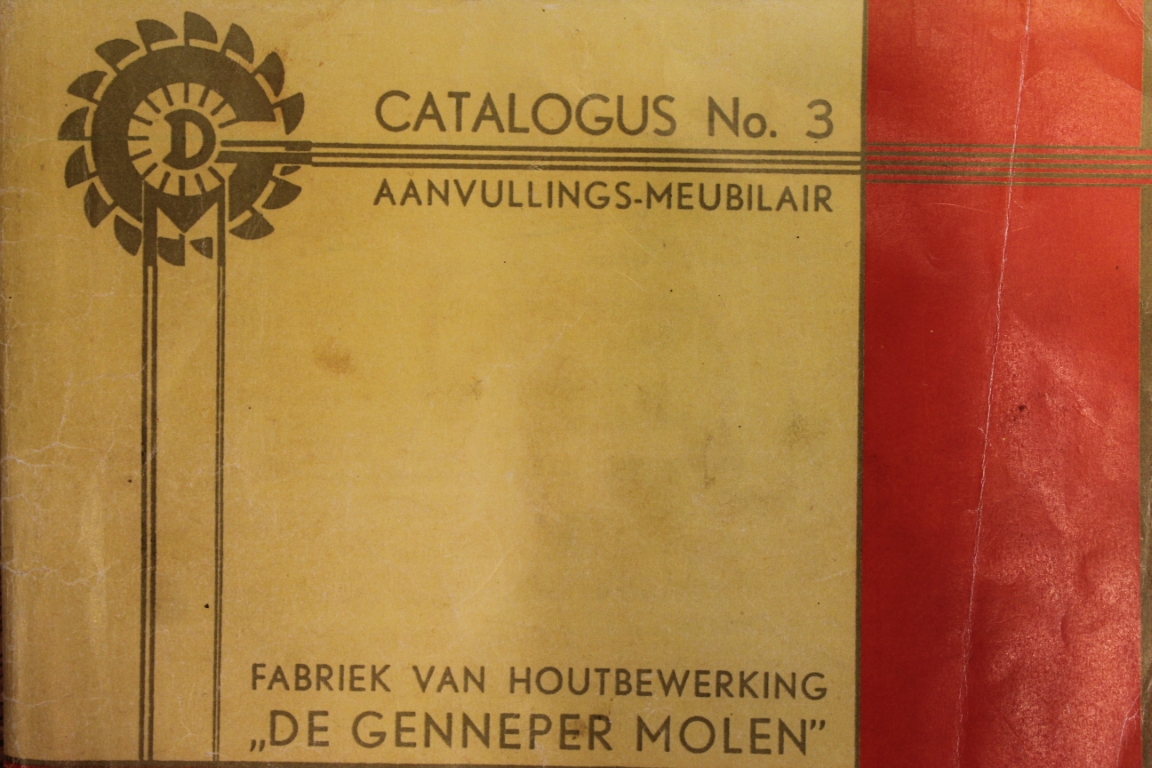 D
CATALOGUS No. 3
AANVULLINGS-MEUBILAIR
FABRIEK VAN HOUTBEWERKING
„DE GENNEPER MOLEN”